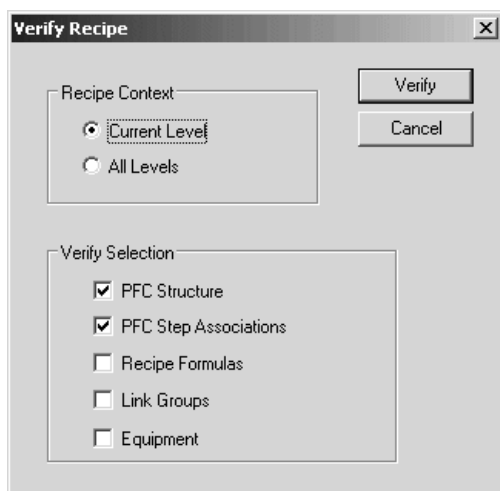 Verify Recipe
Recipe Context
Current Level
All Levels
Verify
Cancel
Verify Selection
PFC Structure
PFC Step Associations
Recipe Formulas
Link Groups
Equipment